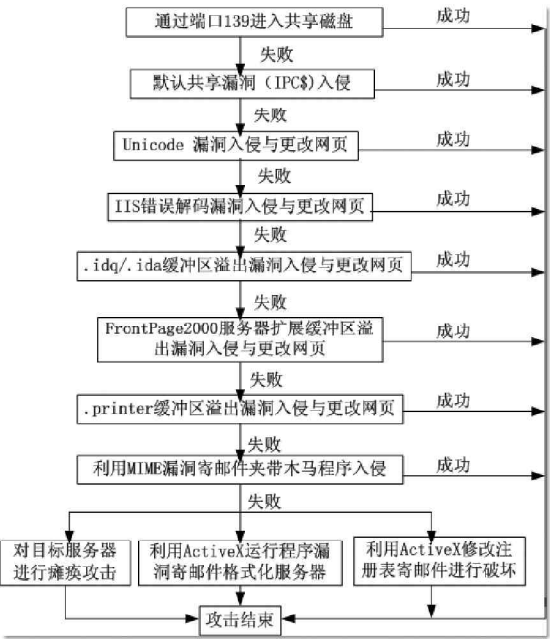 通过端口139进入共享磁盘
成功
失败
默认共享漏洞（IPC$)入侵
成功
失败
Unicode 漏洞入侵与更改网页
成功
失败
IIS错误解码漏洞入侵与更改网页
成功
失败
.idq/.ida缓冲区溢出漏洞入侵与更改网页
成功
失败
FrontPage2000服务器扩展缓冲区溢
出漏洞入侵与更改网页
成功
失败
.printer缓冲区溢出漏洞入侵与更改网页
成功
失败
利用MIME漏洞寄邮件夹带木马程序入侵
成功
失败
对目标服务器
进行瘫痪攻击
利用ActiveX运行程序漏
洞寄邮件格式化服务器
利用ActiveX修改注
册表寄邮件进行破坏
攻击结束